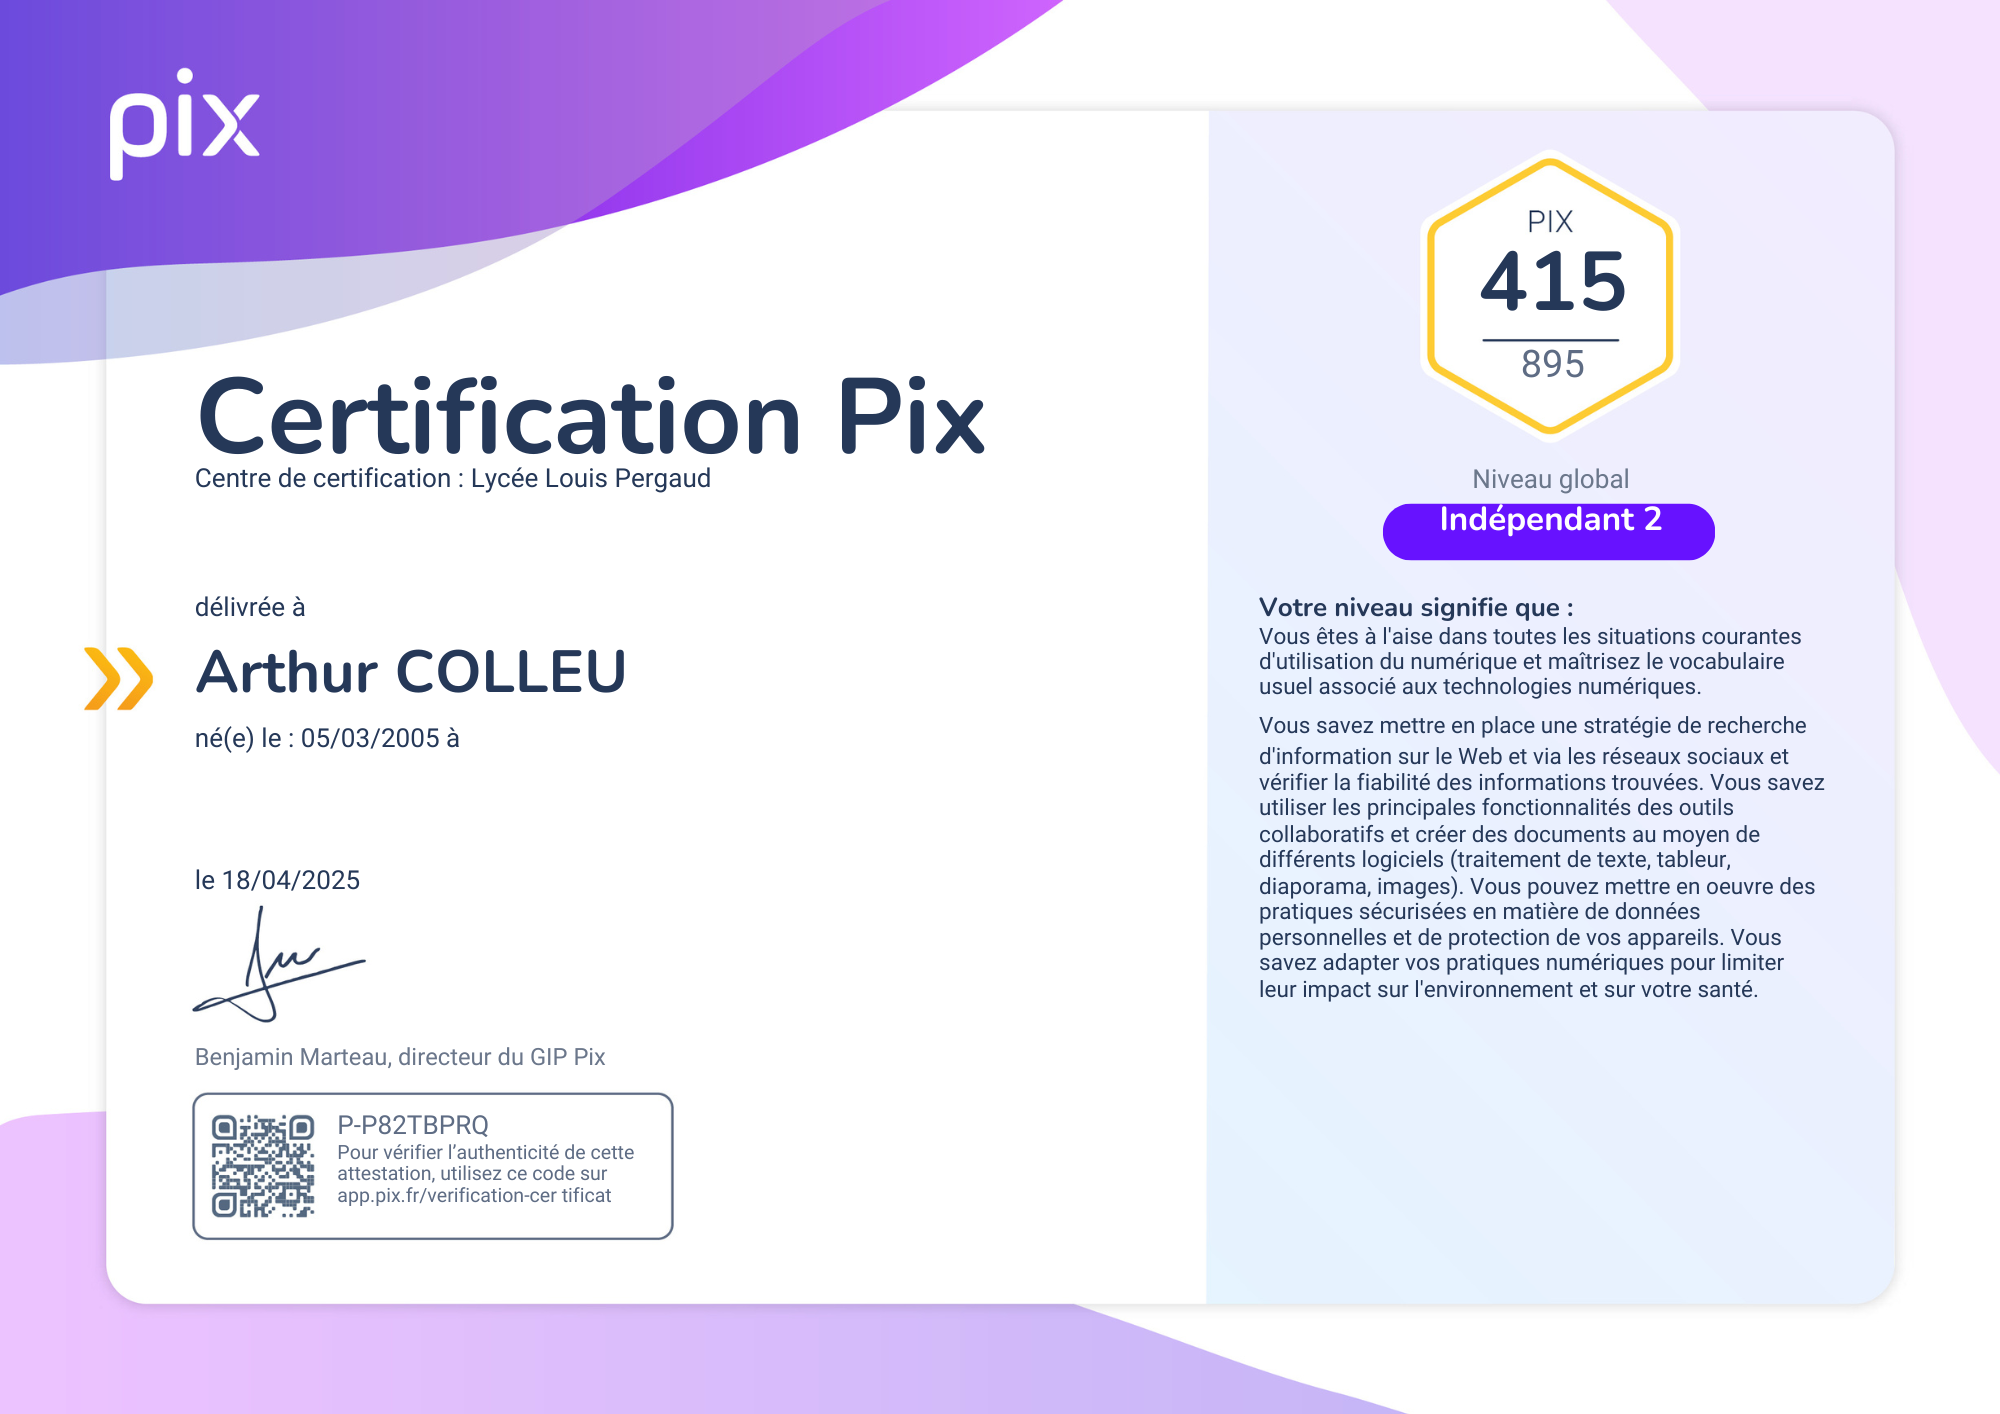 pix
Certification Pix
Centre de certification : Lycée Louis Pergaud
délivrée à
Arthur COLLEU
né(e) le : 05/03/2005 à
le 18/04/2025
Benjamin Marteau, directeur du GIP Pix
P-P82TBPRQ
Pour vérifier l’authenticité de cette
attestation, utilisez ce code sur
app.pix.fr/verification-cer tificat
PIX
415
895
Niveau global
Indépendant 2
Votre niveau signifie que :
Vous êtes à l'aise dans toutes les situations courantes
d'utilisation du numérique et maîtrisez le vocabulaire
usuel associé aux technologies numériques.
Vous savez mettre en place une stratégie de recherche
d'information sur le Web et via les réseaux sociaux et
vérifier la fiabilité des informations trouvées. Vous savez
utiliser les principales fonctionnalités des outils
collaboratifs et créer des documents au moyen de
différents logiciels (traitement de texte, tableur,
diaporama, images). Vous pouvez mettre en oeuvre des
pratiques sécurisées en matière de données
personnelles et de protection de vos appareils. Vous
savez adapter vos pratiques numériques pour limiter
leur impact sur l'environnement et sur votre santé.